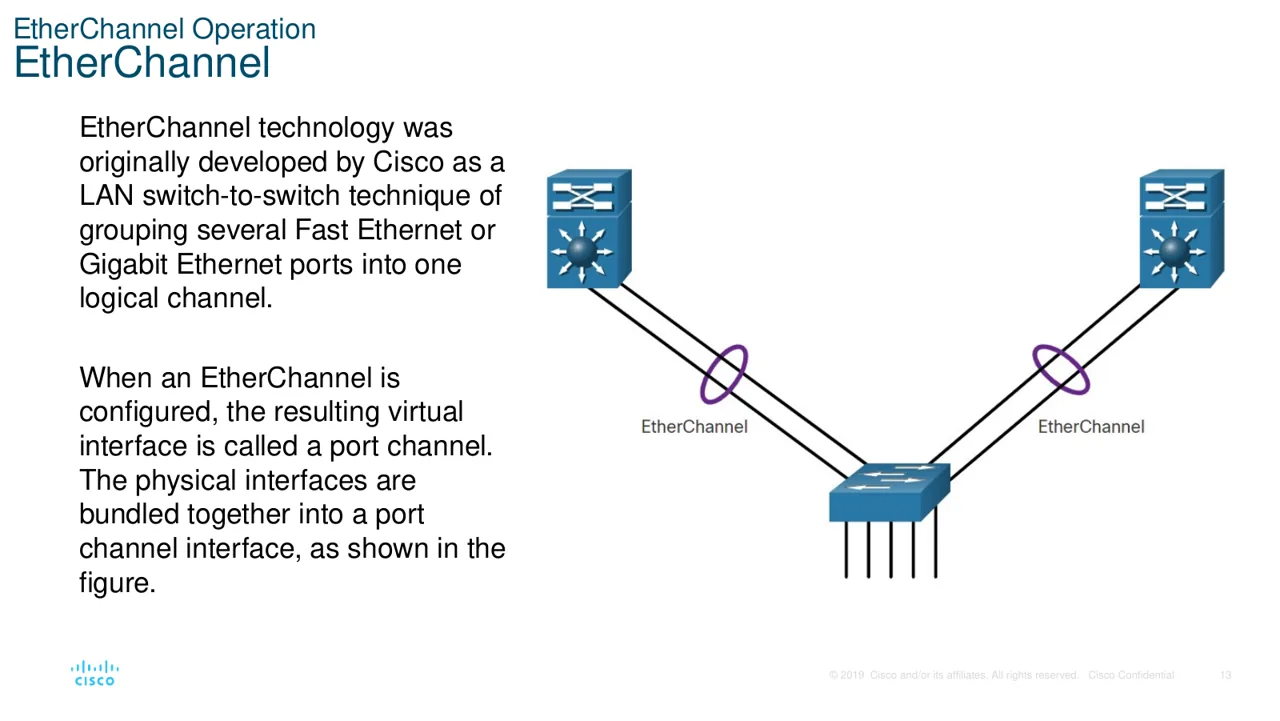 EtherChannel Operation
EtherChannel
EtherChannel technology was
originally developed by Cisco as a
LAN switch-to-switch technique of
grouping several Fast Ethernet or
Gigabit Ethernet ports into one
logical channel.
When an EtherChannel is
configured, the resulting virtual
interface is called a port channel.
The physical interfaces are
bundled together into a port
channel interface, as shown in the
figure.
EtherChannel
EtherChannel
CISCO
© 2019 Cisco and/or its affiliates. All rights reserved. Cisco Confidential
13